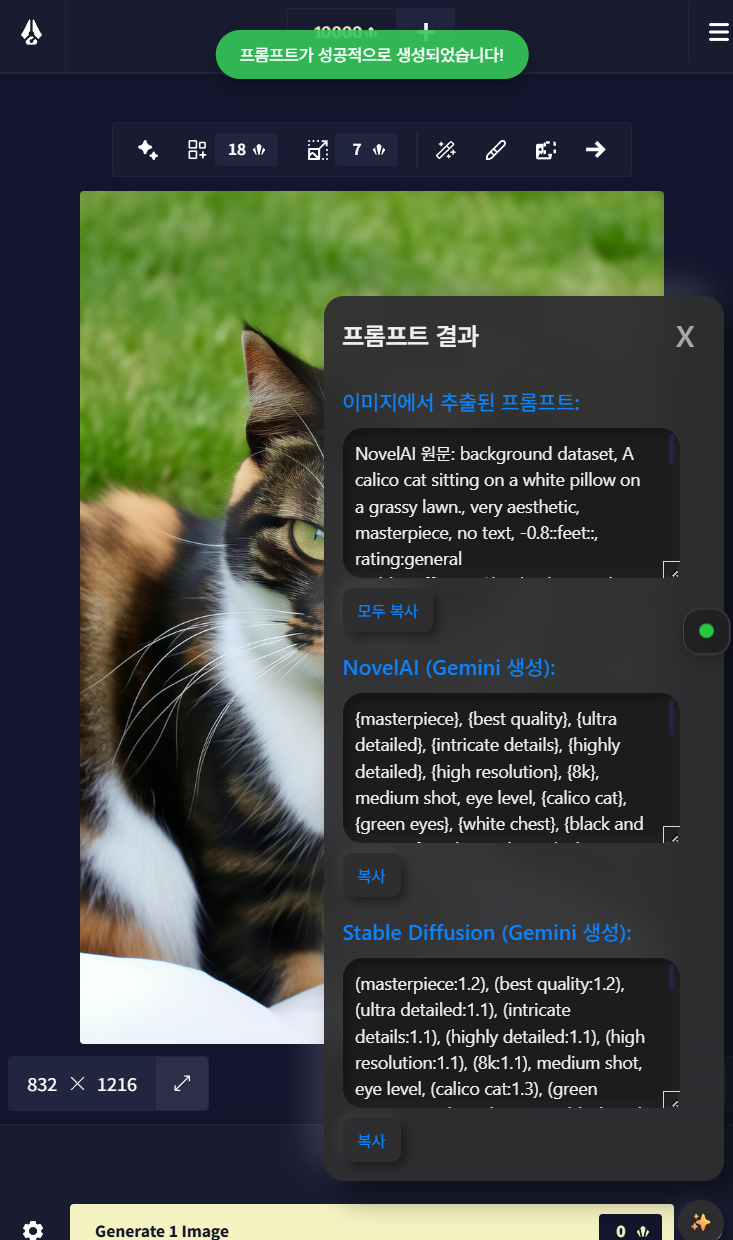 10000
프롬프트가 성공적으로 생성되었습니다!
18
7
프롬프트 결과
X
이미지에서 추출된 프롬프트:
NovelAI 원문: background dataset, A
calico cat sitting on a white pillow on
a grassy lawn., very aesthetic,
masterpiece, no text, -0.8::feet::,
rating:general
모두 복사
NovelAI (Gemini 생성):
{masterpiece}, {best quality}, {ultra
detailed}, {intricate details}, {highly
detailed}, {high resolution}, {8k},
medium shot, eye level, {calico cat},
{green eyes}, {white chest}, {black and
복사
Stable Diffusion (Gemini 생성):
(masterpiece:1.2), (best quality:1.2),
(ultra detailed:1.1), (intricate
details:1.1), (highly detailed:1.1), (high
resolution:1.1), (8k:1.1), medium shot,
eye level, (calico cat:1.3), (green
복사
832 × 1216
Generate 1 Image
0